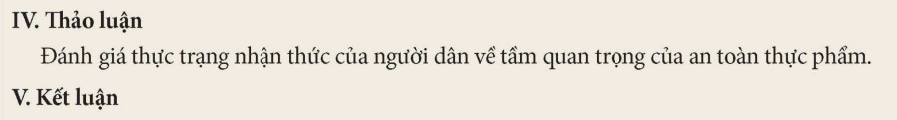 IV. Thảo luận
Đánh giá thực trạng nhận thức của người dân về tầm quan trọng của an toàn thực phẩm.
V. Kết luận